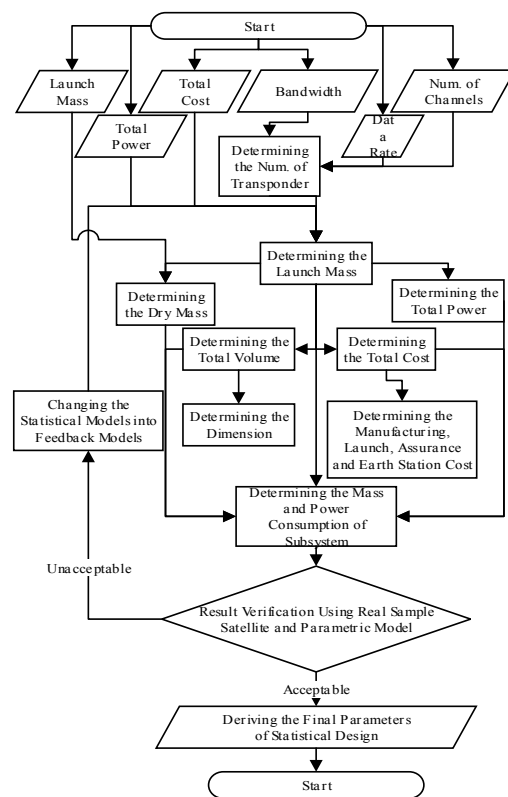 Start
Launch
Mass
Total
Cost
Bandwidth
Num. of
Channels
Total
Power
Dat
a
Rate
Determining
the Num. of
Transponder
Determining the
Launch Mass
Determining
the Dry Mass
Determining the
Total Power
Determining the
Total Volume
Determining
the Total Cost
Changing the
Statistical Models into
Feedback Models
Determining the
Dimension
Determining the
Manufacturing,
Launch, Assurance
and Earth Station Cost
Determining the Mass
and Power
Consumption of
Subsystem
Unacceptable
Result Verification Using Real Sample
Satellite and Parametric Model
Acceptable
Deriving the Final Parameters
of Statistical Design
Start